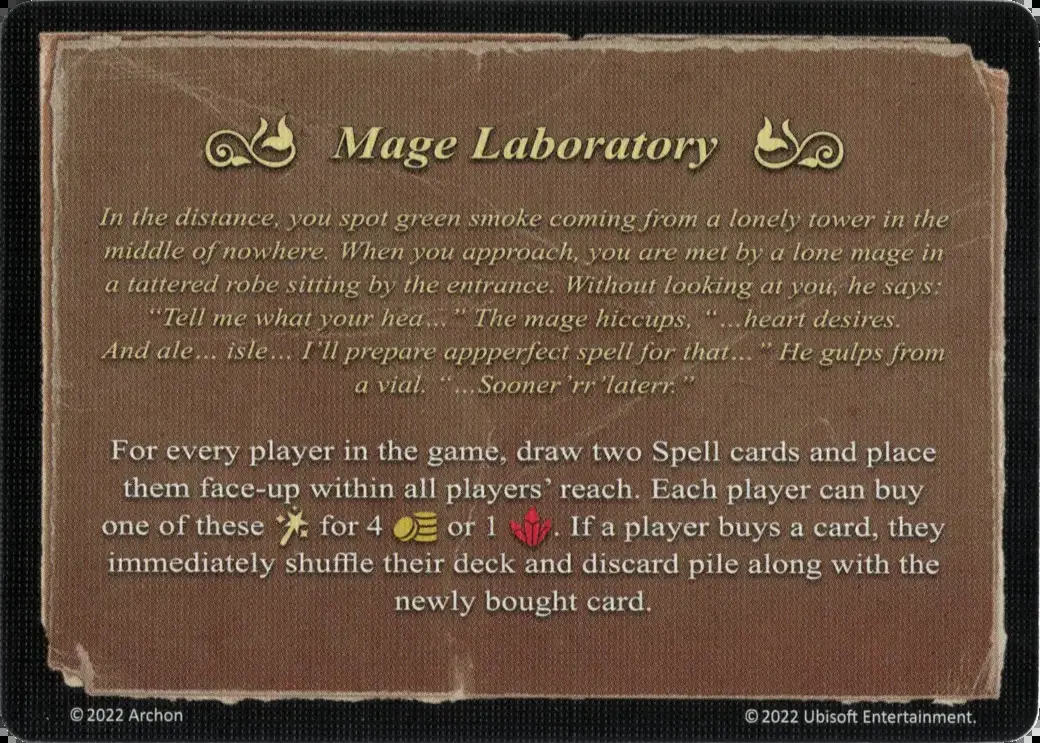 Mage Laboratory
In the distance, you spot green smoke coming from a lonely tower in the
middle of nowhere. When you approach, you are met by a lone mage in
a tattered robe sitting by the entrance. Without looking at you, he says:
“Tell me what your hea…” The mage hiccups, “…heart desires.
And ale… isle… I’ll prepare appperfect spell for that…” He gulps from
a vial. “…Sooner ’rr ’laterr.”
For every player in the game, draw two Spell cards and place
them face-up within all players’ reach. Each player can buy
one of these for 4 or 1 . If a player buys a card, they
immediately shuffle their deck and discard pile along with the
newly bought card.
© 2022 Archon
© 2022 Ubisoft Entertainment.